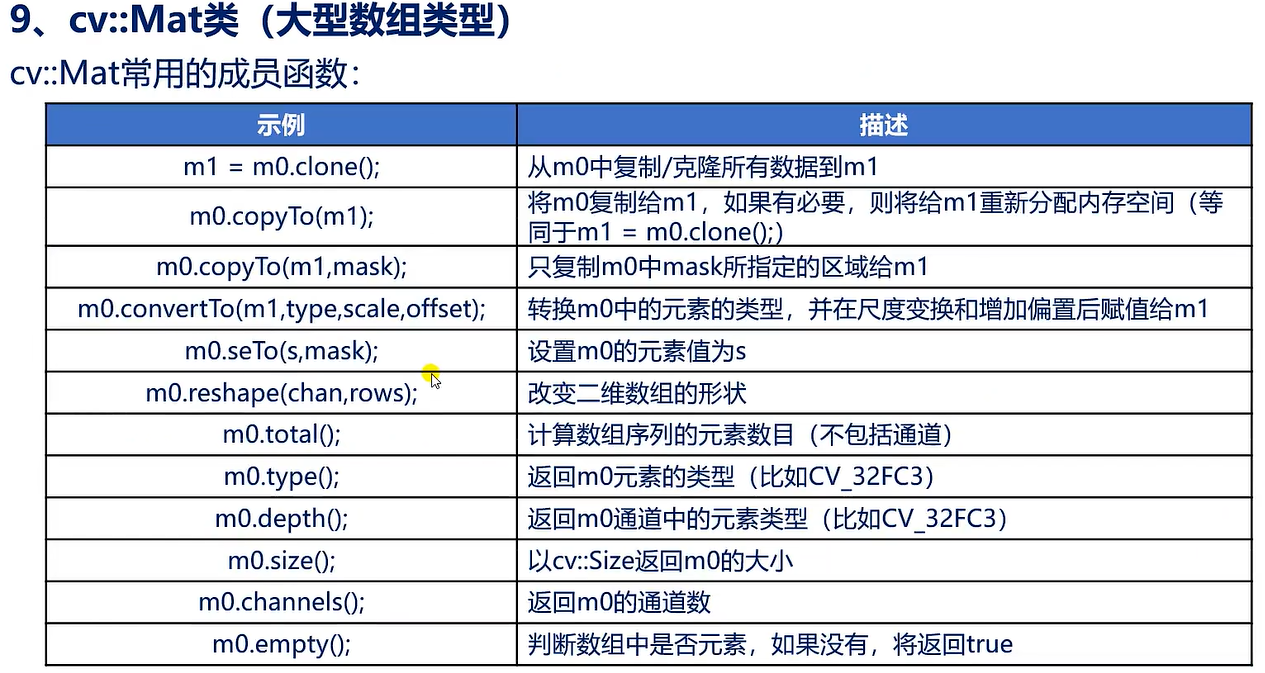 9、cv::Mat类（大型数组类型）
cv::Mat常用的成员函数：
示例 描述
m1 = m0.clone(); 从m0中复制/克隆所有数据到m1
m0.copyTo(m1); 将m0复制给m1，如果有必要，则将给m1重新分配内存空间（等
同于m1 = m0.clone();）
m0.copyTo(m1,mask); 只复制m0中mask所指定的区域给m1
m0.convertTo(m1,type,scale,offset); 转换m0中的元素的类型，并在尺度变换和增加偏置后赋值给m1
m0.seTo(s,mask); 设置m0的元素值为s
m0.reshape(chan,rows); 改变二维数组的形状
m0.total(); 计算数组序列的元素数目（不包括通道）
m0.type(); 返回m0元素的类型（比如CV_32FC3）
m0.depth(); 返回m0通道中的元素类型（比如CV_32FC3）
m0.size(); 以cv::Size返回m0的大小
m0.channels(); 返回m0的通道数
m0.empty(); 判断数组中是否元素，如果没有，将返回true